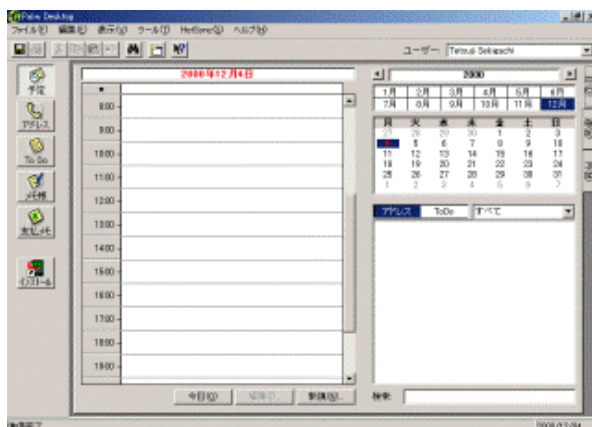 Palm Desktop
ファイル(F) 編集(E) 表示(V) ツール(T) HotSync(S) ヘルプ(H)
ユーザー: Tetsuji Sekiguchi
予定
アドレス
To Do
メモ帳
支払メモ
インストール
2000年12月4日
8:00
9:00
10:00
11:00
12:00
13:00
14:00
15:00
16:00
17:00
18:00
19:00
今日(O) 新規(N)...
2000
1月 2月 3月 4月 5月 6月
7月 8月 9月 10月 11月 12月
月 火 水 木 金 土 日
27 28 29 30 1 2 3
4 5 6 7 8 9 10
11 12 13 14 15 16 17
18 19 20 21 22 23 24
25 26 27 28 29 30 31
1 2 3 4 5 6 7
アドレス ToDo すべて
検索: